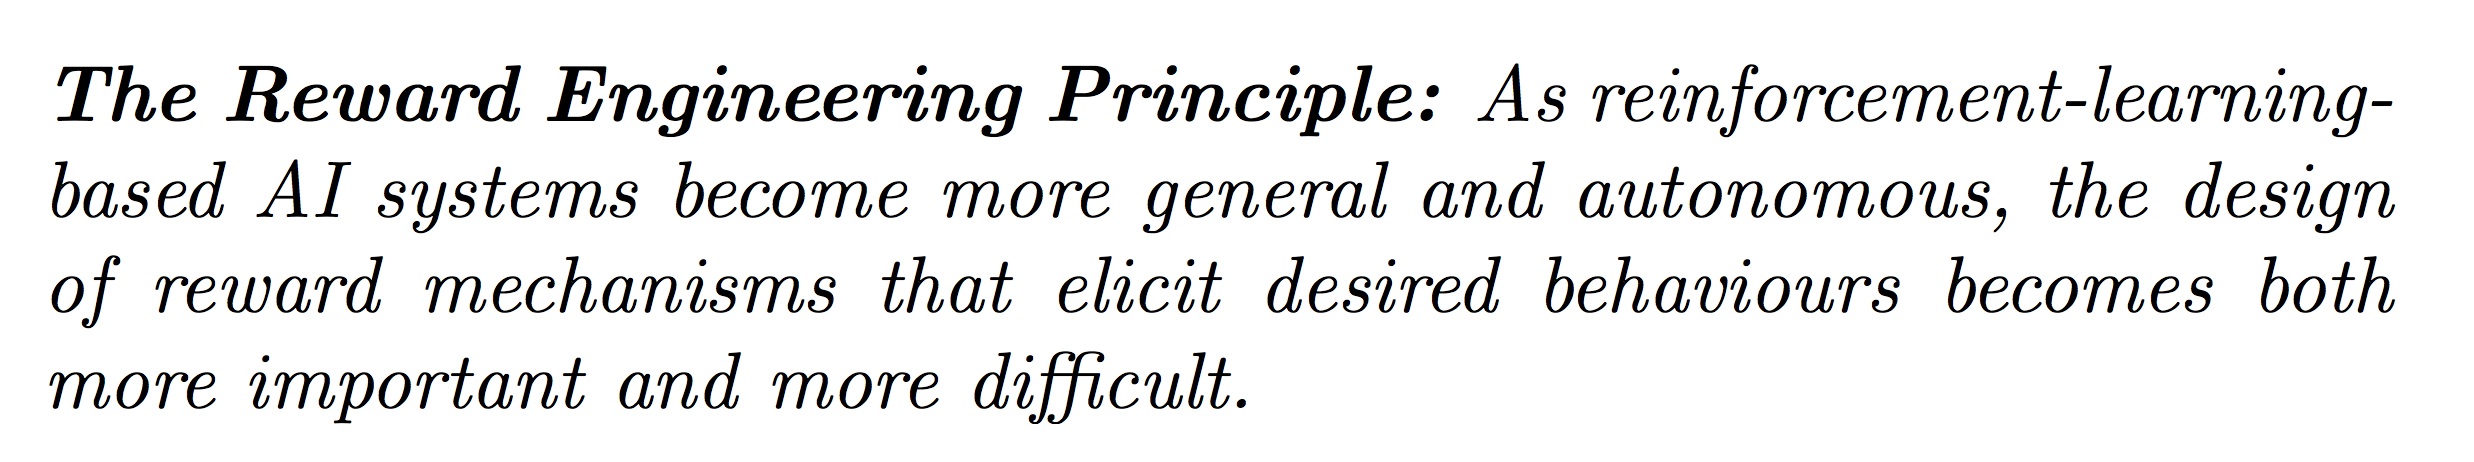 The Reward Engineering Principle: As reinforcement-learning-
based AI systems become more general and autonomous, the design
of reward mechanisms that elicit desired behaviours becomes both
more important and more difficult.